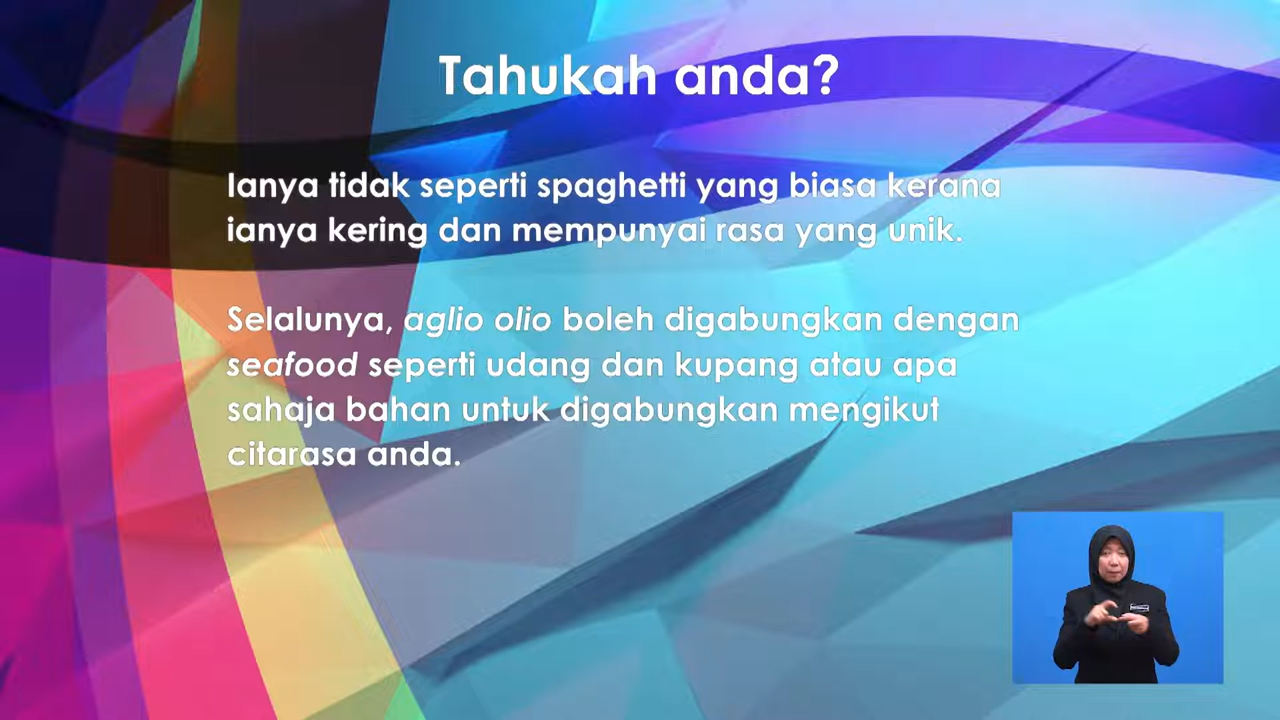 Tahukah anda?
Ianya tidak seperti spaghetti yang biasa kerana
ianya kering dan mempunyai rasa yang unik.
Selalunya, aglio olio boleh digabungkan dengan
seafood seperti udang dan kupang atau apa
sahaja bahan untuk digabungkan mengikut
citarasa anda.